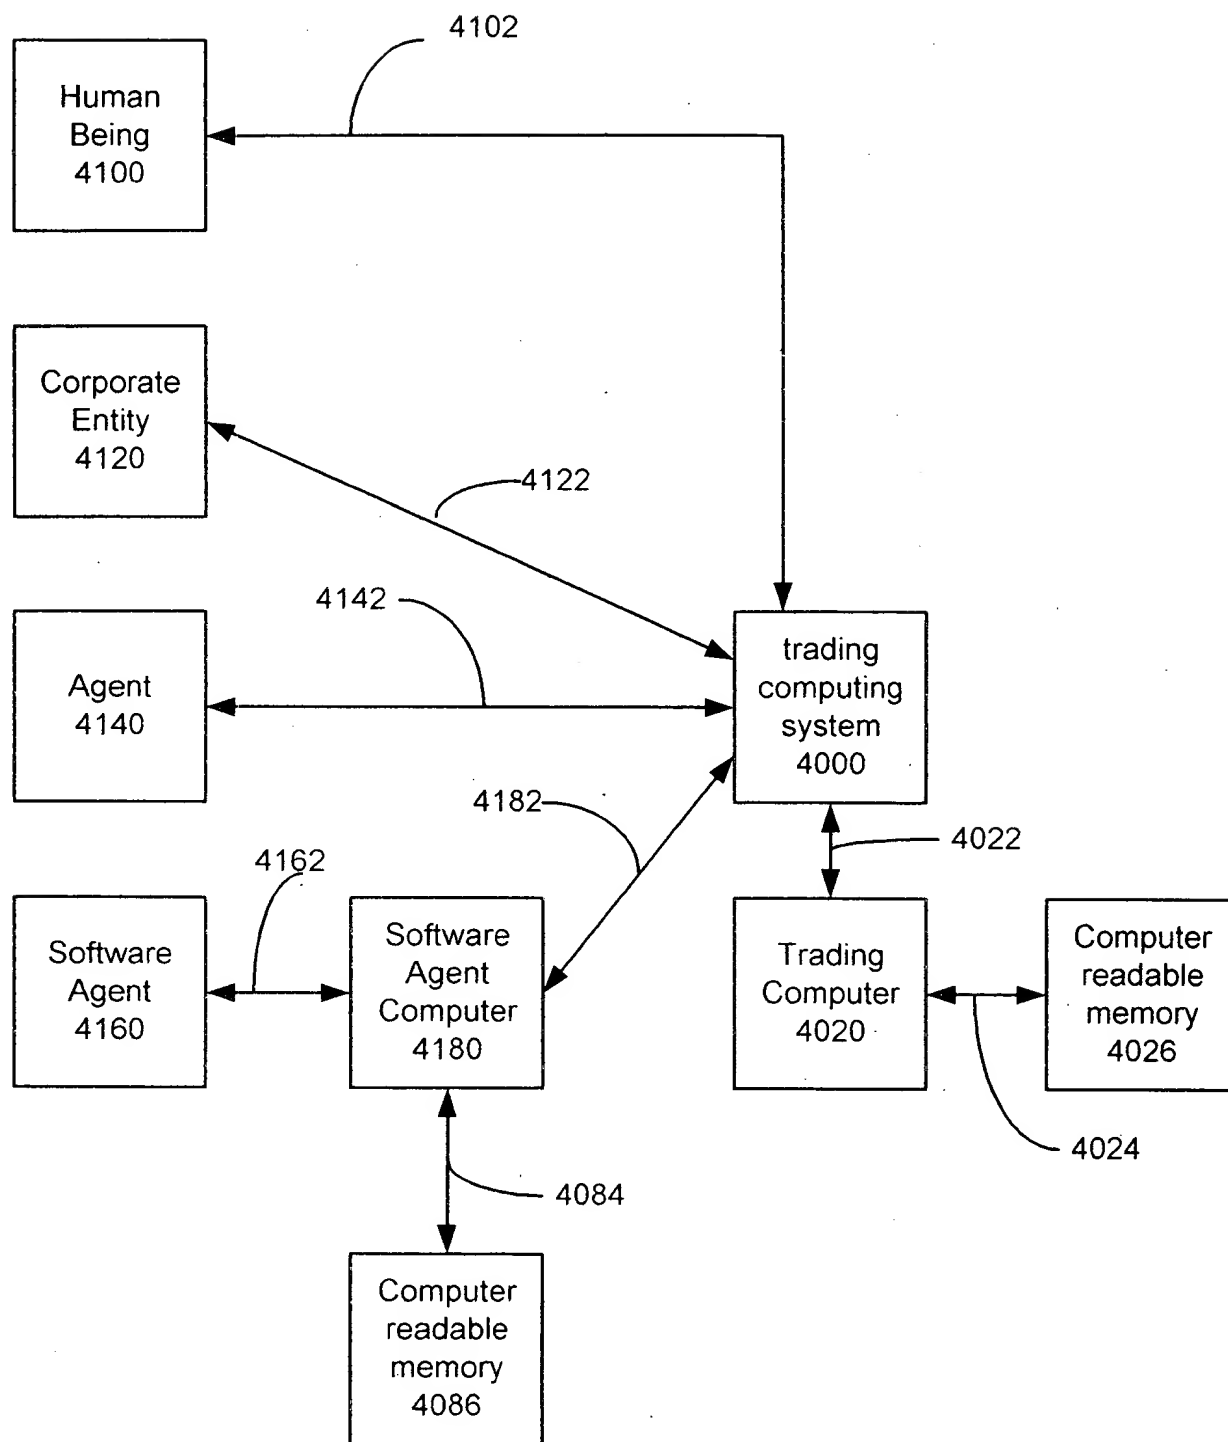 4102
Human
Being
4100
Corporate
Entity
4120
4122
4142
Agent
4140
trading
computing
system
4000
4182
4022
4162
Software
Agent
4160
Software
Agent
Computer
4180
Trading
Computer
4020
Computer
readable
memory
4026
4024
4084
Computer
readable
memory
4086